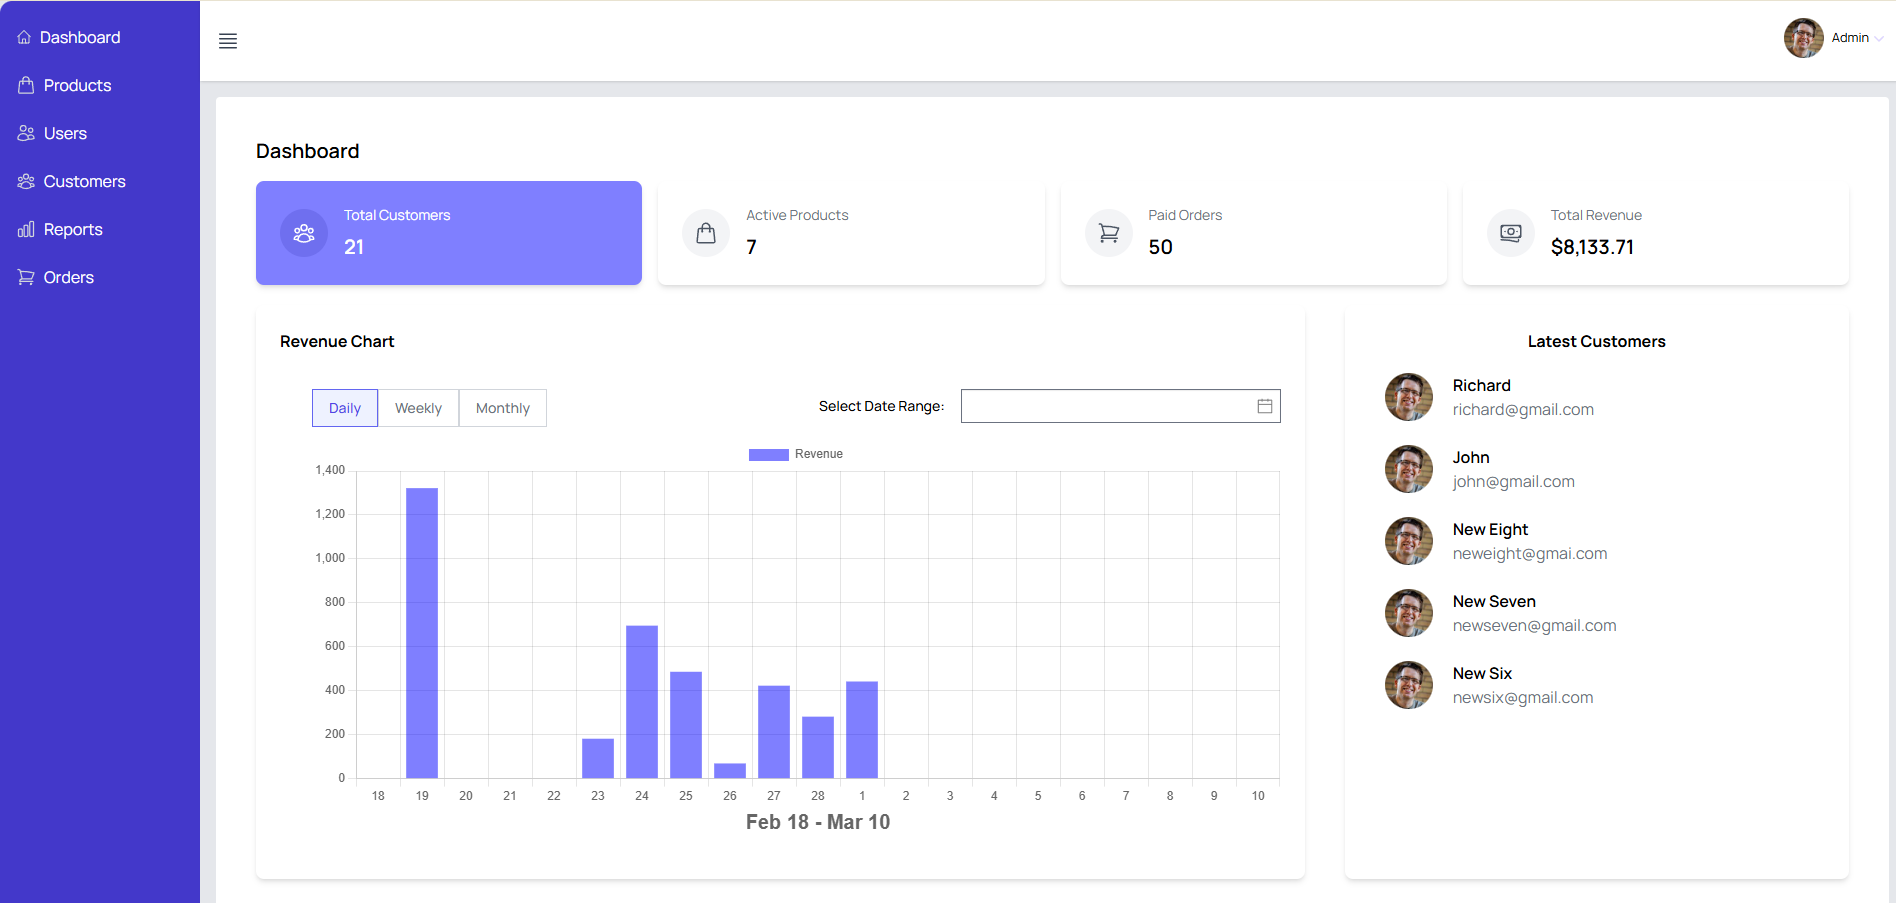 Dashboard
Products
Users
Customers
Reports
Orders
Admin
Dashboard
Total Customers
21
Active Products
7
Paid Orders
50
Total Revenue
$8,133.71
Revenue Chart
Daily Weekly Monthly
Select Date Range:
Revenue
1,400
1,200
1,000
800
600
400
200
0
18 19 20 21 22 23 24 25 26 27 28 1 2 3 4 5 6 7 8 9 10
Feb 18 - Mar 10
Latest Customers
Richard
richard@gmail.com
John
john@gmail.com
New Eight
neweight@gmai.com
New Seven
newseven@gmail.com
New Six
newsix@gmail.com